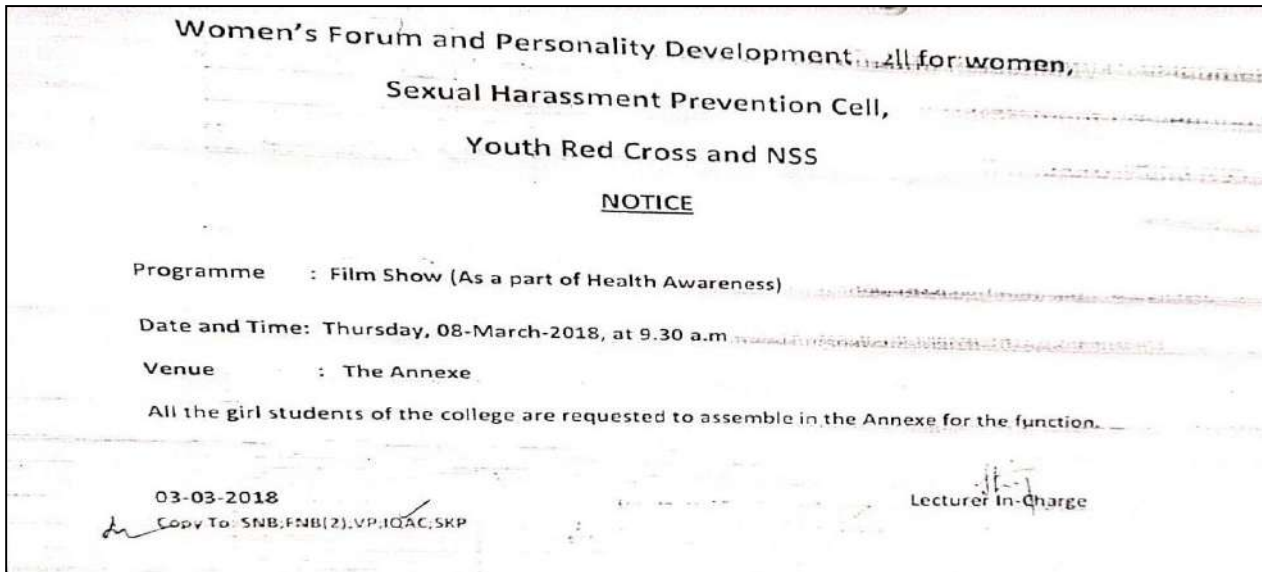 Women's Forum and Personality Development for women,
Sexual Harassment Prevention Cell,
Youth Red Cross and NSS
NOTICE
Programme : Film Show (As a part of Health Awareness)
Date and Time: Thursday, 08-March-2018, at 9.30 a.m
Venue : The Annexe
All the girl students of the college are requested to assemble in the Annexe for the function.
03-03-2018
Lecturer In-Charge
Copy To: SNB;FNB(2),VP;IQAC;SKP